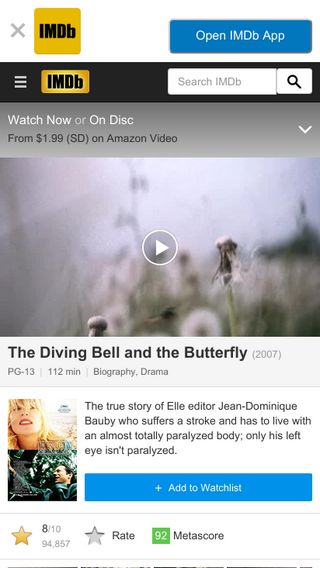 IMDb
Open IMDb App
IMDb
Search IMDb
Watch Now or On Disc
From $1.99 (SD) on Amazon Video
The Diving Bell and the Butterfly (2007)
PG-13 | 112 min | Biography, Drama
The true story of Elle editor Jean-Dominique
Bauby who suffers a stroke and has to live with
an almost totally paralyzed body; only his left
eye isn't paralyzed.
+ Add to Watchlist
8/10
94,857
Rate
92 Metascore